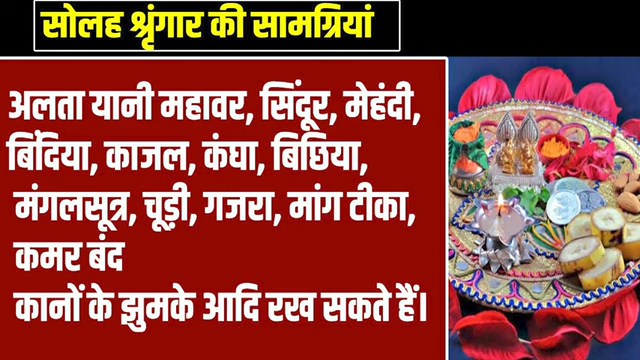 सोलह श्रृंगार की सामग्रियां
अलता यानी महावर, सिंदूर, मेहंदी,
बिंदिया, काजल, कंघा, बिछिया,
मंगलसूत्र, चूड़ी, गजरा, मांग टीका,
कमर बंद
कानों के झुमके आदि रख सकते हैं।